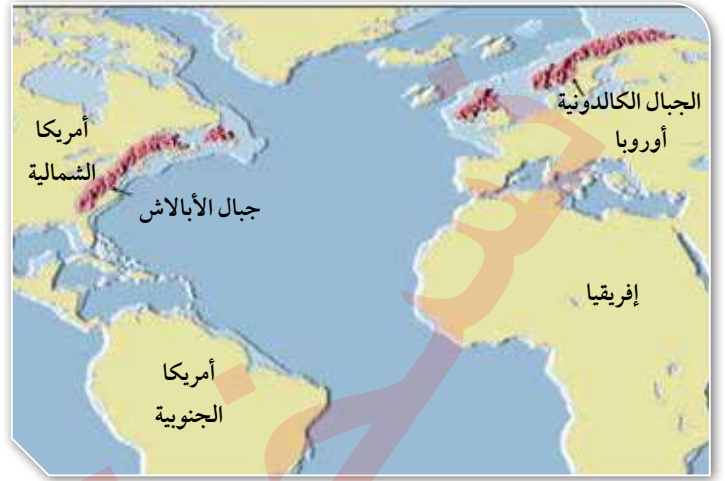 الجبال الكالدونية
أوروبا
أمريكا
الشمالية
جبال الأبالاش
إفريقيا
أمريكا
الجنوبية